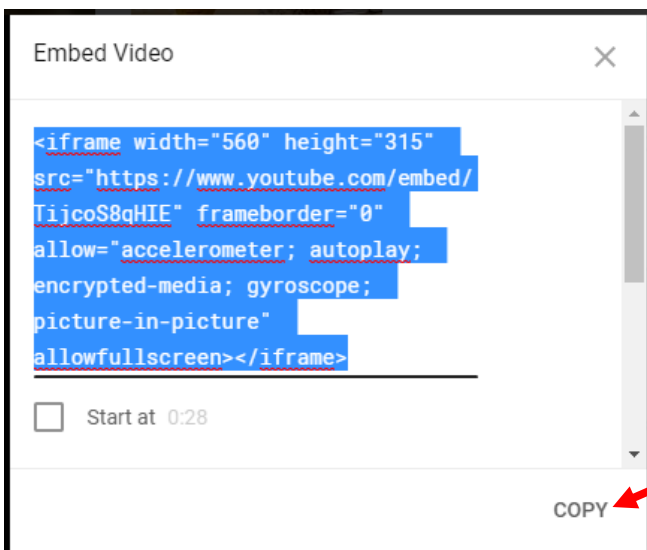 Embed Video
<iframe width="560" height="315"
src="https://www.youtube.com/embed/
TijcoS8qHIE" frameborder="0"
allow="accelerometer; autoplay;
encrypted-media; gyroscope;
picture-in-picture"
allowfullscreen></iframe>
Start at 0:28
COPY